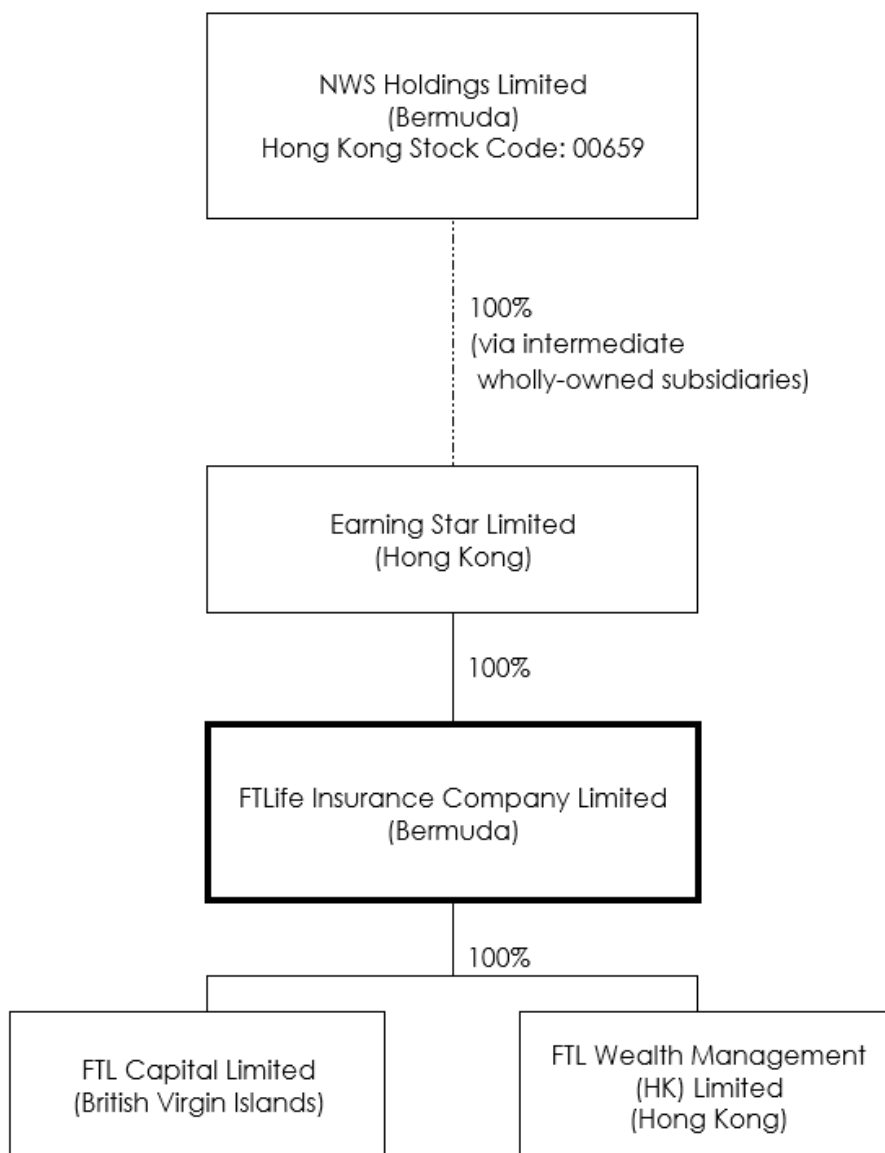 NWS Holdings Limited
(Bermuda)
Hong Kong Stock Code: 00659
100%
(via intermediate
wholly-owned subsidiaries)
Earning Star Limited
(Hong Kong)
100%
FTLife Insurance Company Limited
(Bermuda)
100%
FTL Capital Limited
(British Virgin Islands)
FTL Wealth Management
(HK) Limited
(Hong Kong)